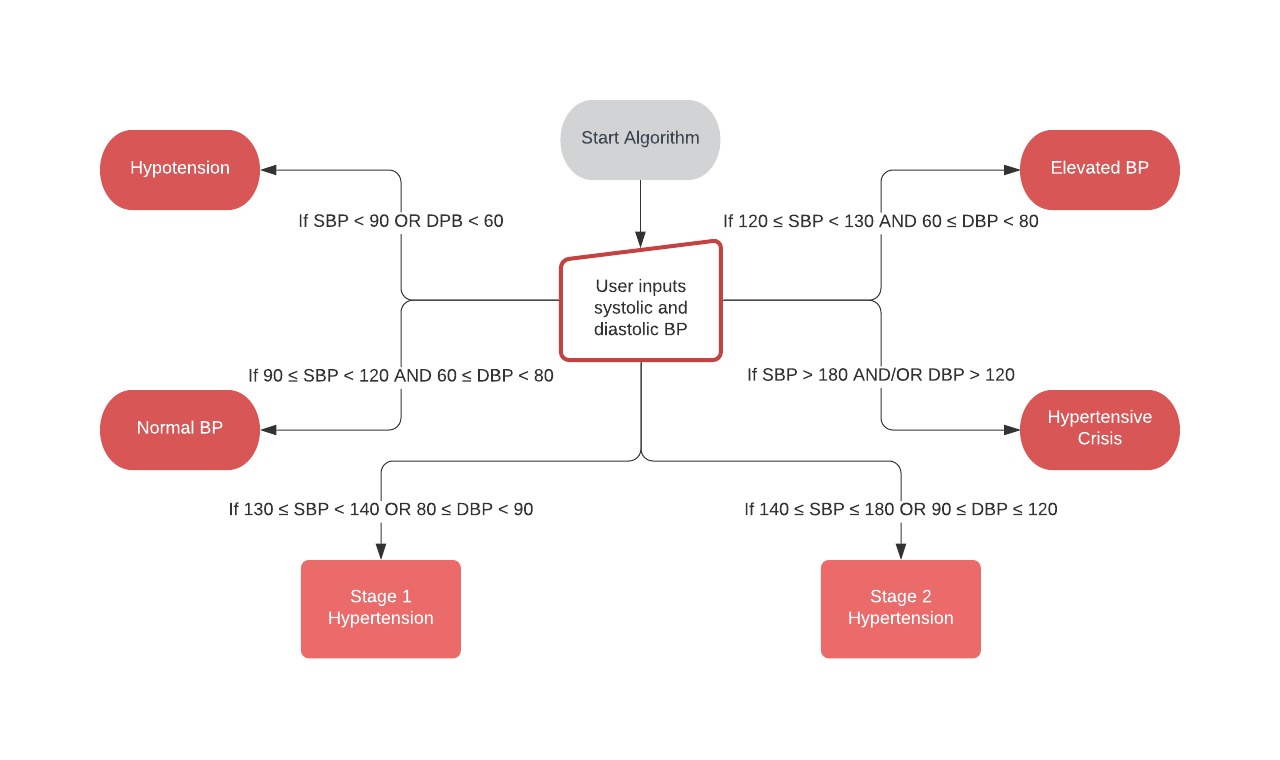 Start Algorithm
Hypotension
Elevated BP
If SBP < 90 OR DPB < 60
If 120 ≤ SBP < 130 AND 60 ≤ DBP < 80
User inputs
systolic and
diastolic BP
If 90 ≤ SBP < 120 AND 60 ≤ DBP < 80
If SBP > 180 AND/OR DBP > 120
Normal BP
Hypertensive
Crisis
If 130 ≤ SBP < 140 OR 80 ≤ DBP < 90
If 140 ≤ SBP ≤ 180 OR 90 ≤ DBP ≤ 120
Stage 1
Hypertension
Stage 2
Hypertension